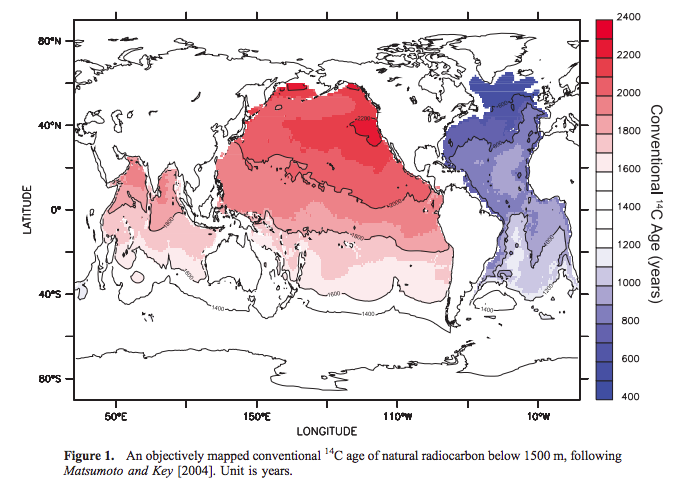 2400
2200
2000
1800
1600
1400
1200
1000
800
600
400
Conventional ¹⁴C Age (years)
80°N
40°N
0°
40°S
80°S
LATITUDE
2200
2000
1800
1600
1600
1400
1400
1400
50°E
150°E
110°W
10°W
LONGITUDE
Figure 1. An objectively mapped conventional ¹⁴C age of natural radiocarbon below 1500 m, following
Matsumoto and Key [2004]. Unit is years.